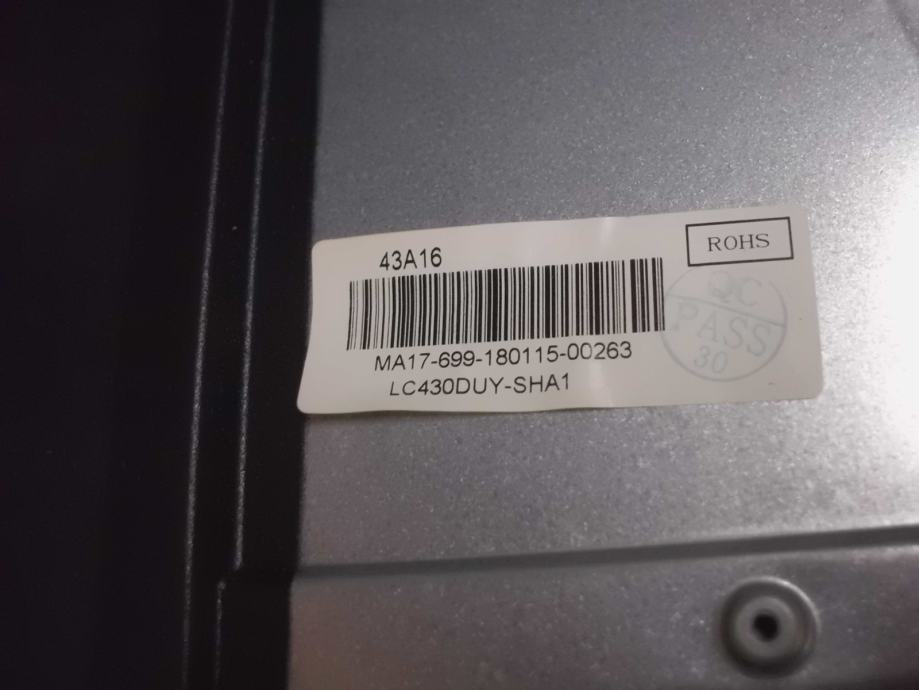 43A16
ROHS
QC
PASS
30
MA17-699-180115-00263
LC430DUY-SHA1